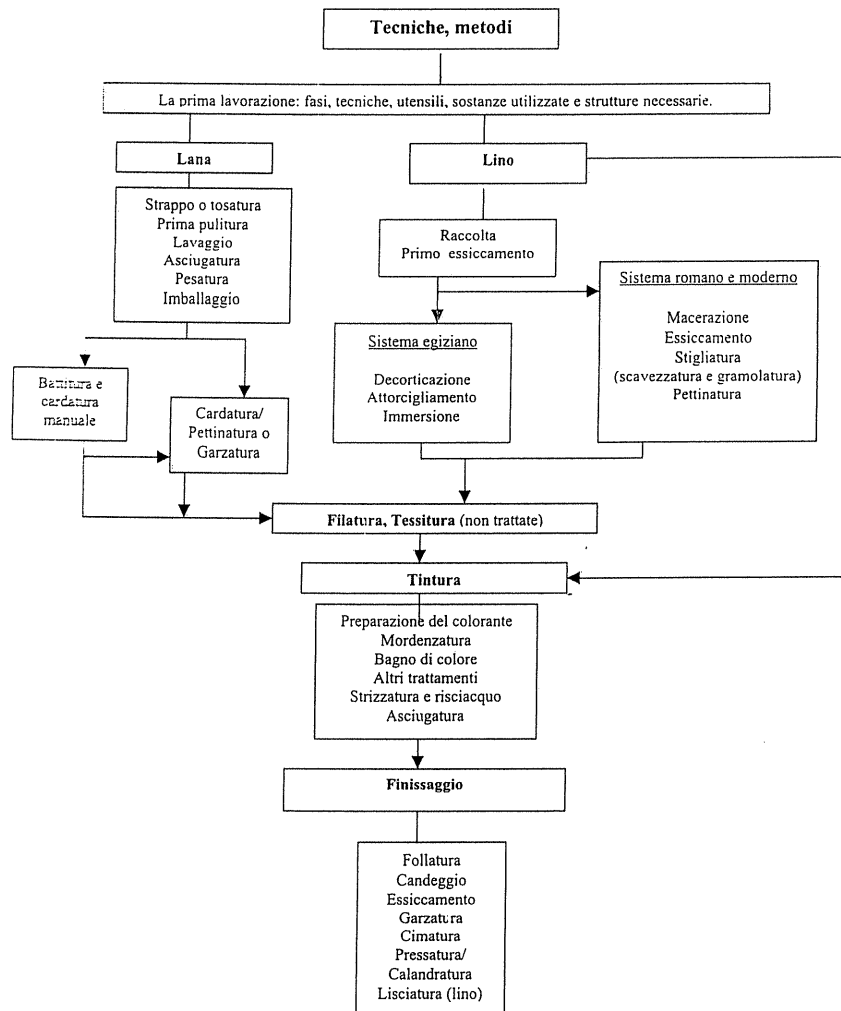 Tecniche, metodi
La prima lavorazione: fasi, tecniche, utensili, sostanze utilizzate e strutture necessarie.
Lana
Lino
Strappo o tosatura
Prima pulitura
Lavaggio
Asciugatura
Pesatura
Imballaggio
Raccolta
Primo essiccamento
Sistema romano e moderno
Macerazione
Essiccamento
Stigliatura
(scavezzatura e gramolatura)
Pettinatura
Sistema egiziano
Decorticazione
Attorcigliamento
Immersione
Battitura e
cardatura
manuale
Cardatura/
Pettinatura o
Garzatura
Filatura, Tessitura (non trattate)
Tintura
Preparazione del colorante
Mordenzatura
Bagno di colore
Altri trattamenti
Strizzatura e risciacquo
Asciugatura
Finissaggio
Follatura
Candeggio
Essiccamento
Garzatura
Cimatura
Pressatura/
Calandratura
Lisciatura (lino)